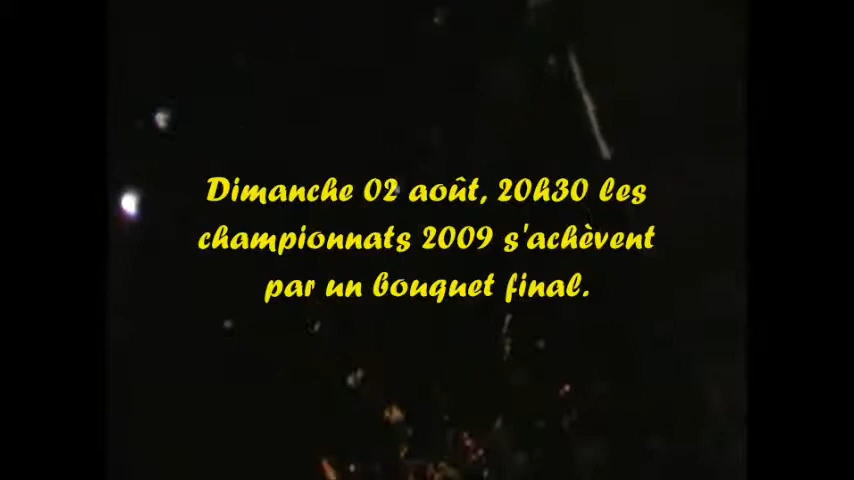 Dimanche 02 août, 20h30 les
championnats 2009 s'achèvent
par un bouquet final.